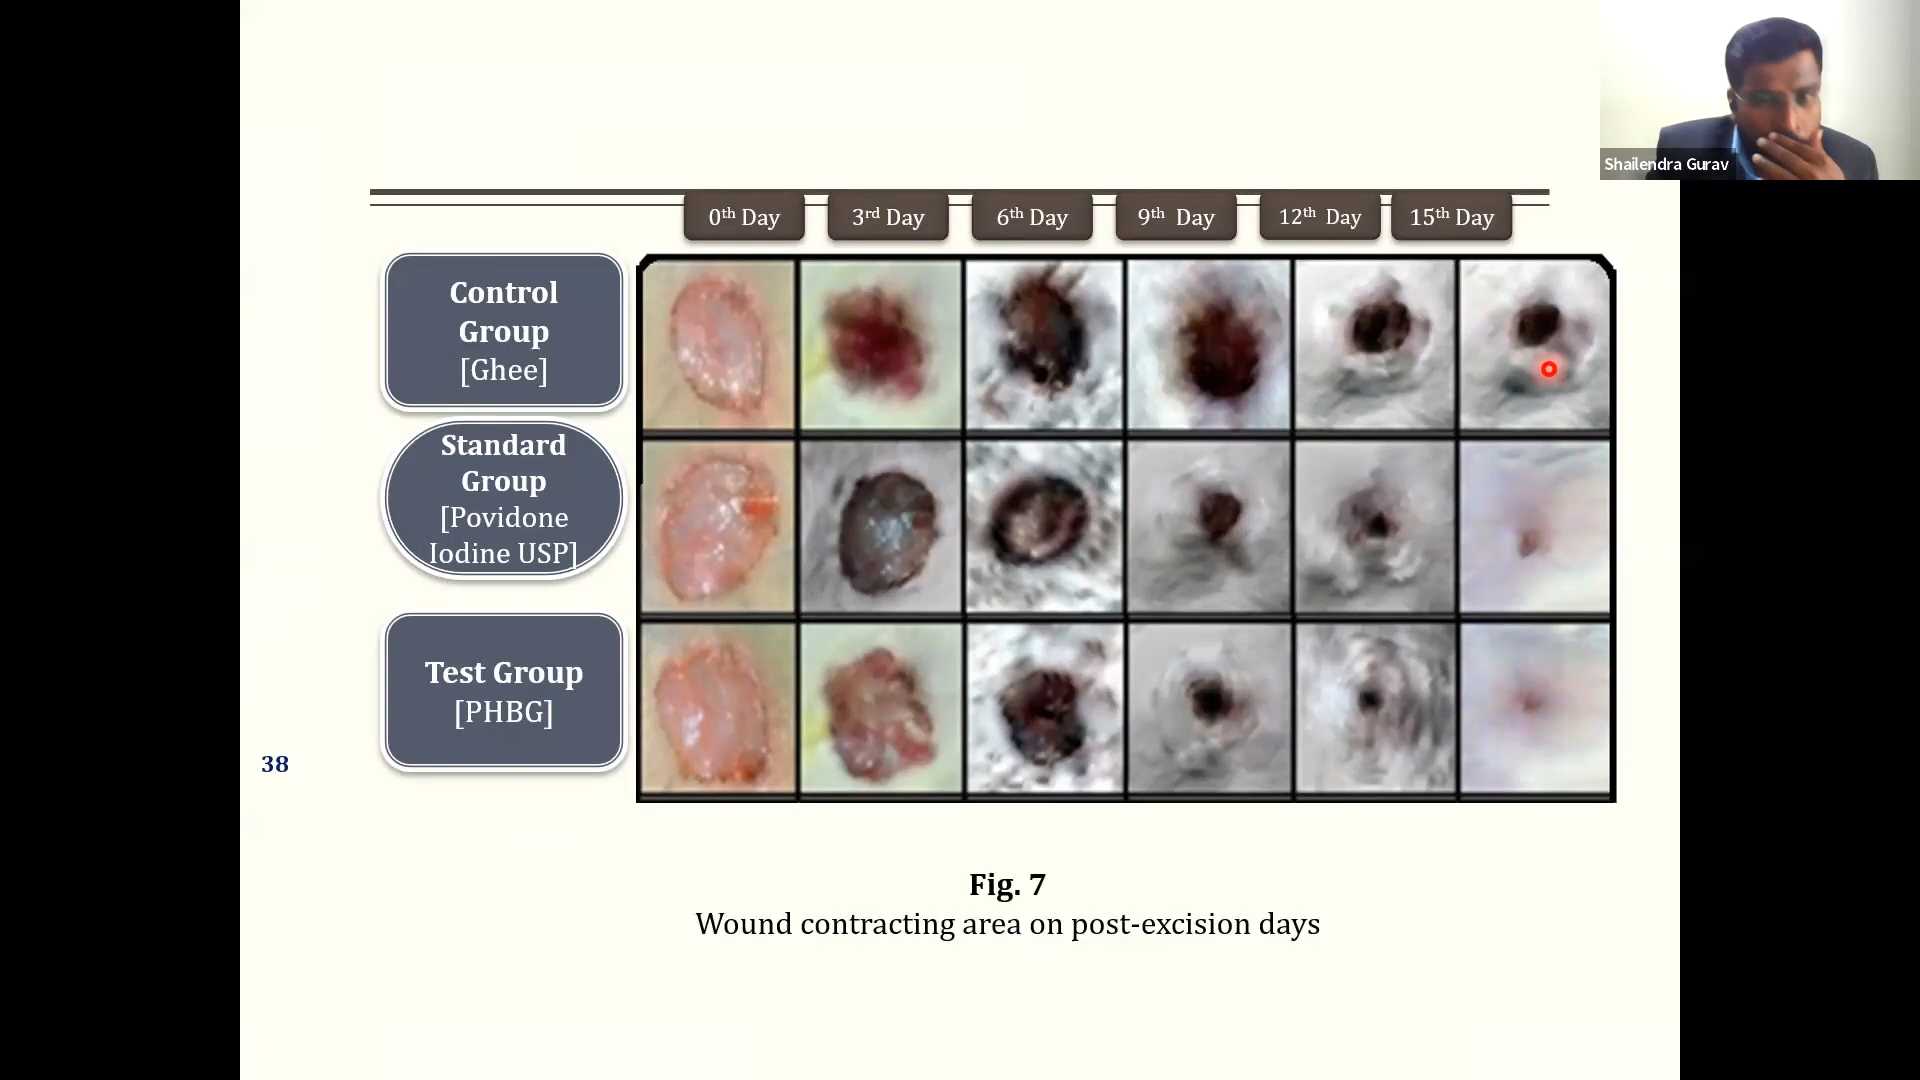 Shailendra Gurav
0th Day
3rd Day
6th Day
9th Day
12th Day
15th Day
Control
Group
[Ghee]
Standard
Group
[Povidone
Iodine USP]
Test Group
[PHBG]
38
Fig. 7
Wound contracting area on post-excision days